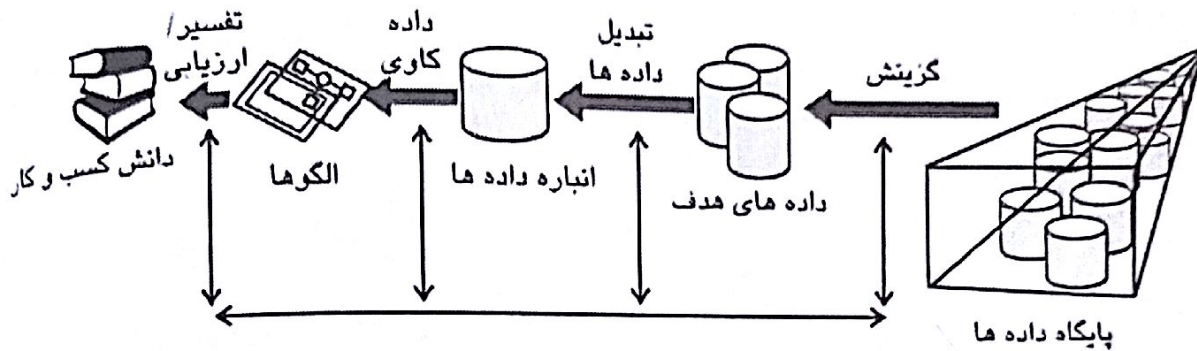 گزینش
تبدیل
داده ها
داده
کاوی
تفسیر/
ارزیابی
پایگاه داده ها
داده های هدف
انباره داده ها
الگوها
دانش کسب و کار